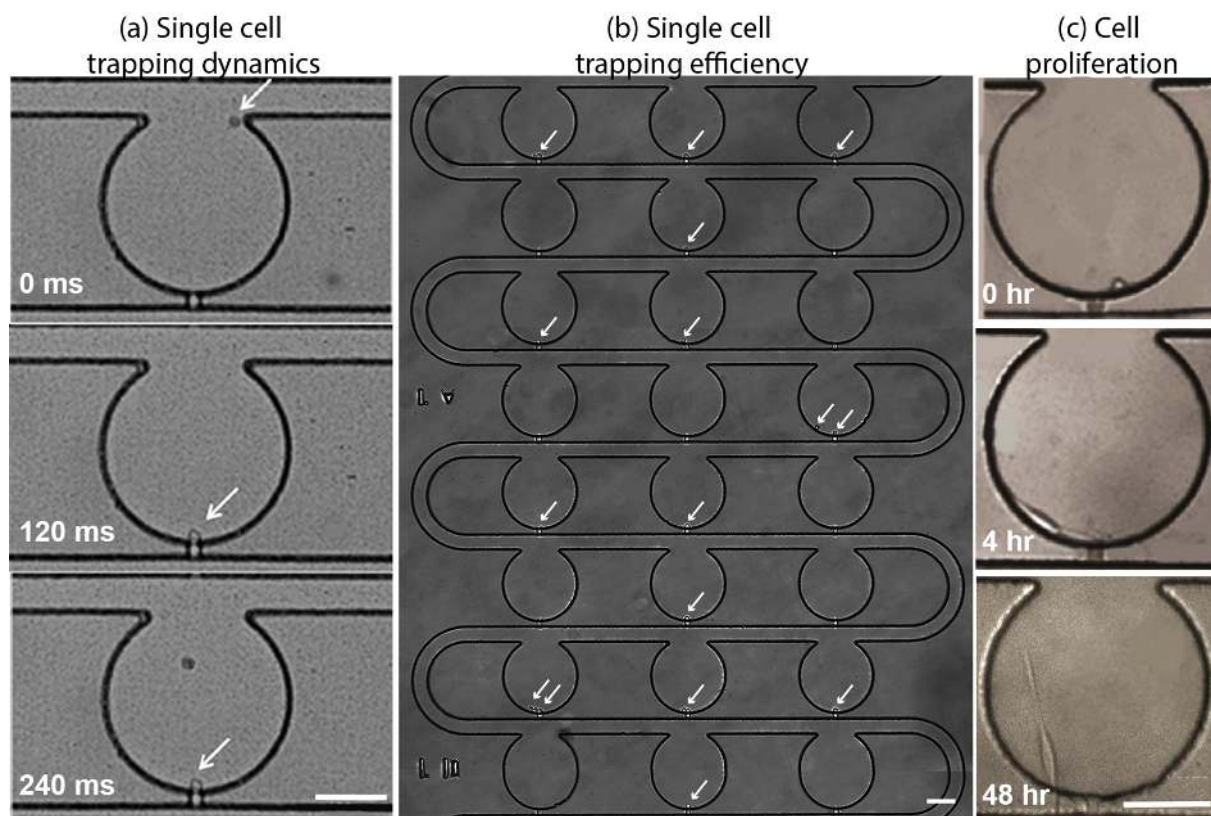 (a) Single cell
trapping dynamics
(b) Single cell
trapping efficiency
(c) Cell
proliferation
0 ms
120 ms
240 ms
0 hr
4 hr
48 hr